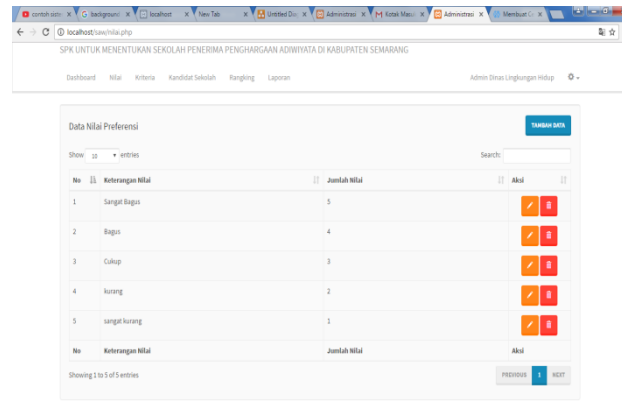 contoh siste
background
localhost
New Tab
Untitled Dia
Administrasi
Kotak Masu
Administrasi
Membuat
localhost/saw/nilai.php
SPK UNTUK MENENTUKAN SEKOLAH PENERIMA PENGHARGAAN ADIWIYATA DI KABUPATEN SEMARANG
Dashboard Nilai Kriteria Kandidat Sekolah Rangking Laporan Admin Dinas Lingkungan Hidup
Data Nilai Preferensi TAMBAH DATA
Show 10 entries Search:
No Keterangan Nilai Jumlah Nilai Aksi
1 Sangat Bagus 5
2 Bagus 4
3 Cukup 3
4 kurang 2
5 sangat kurang 1
No Keterangan Nilai Jumlah Nilai Aksi
Showing 1 to 5 of 5 entries PREVIOUS 1 NEXT